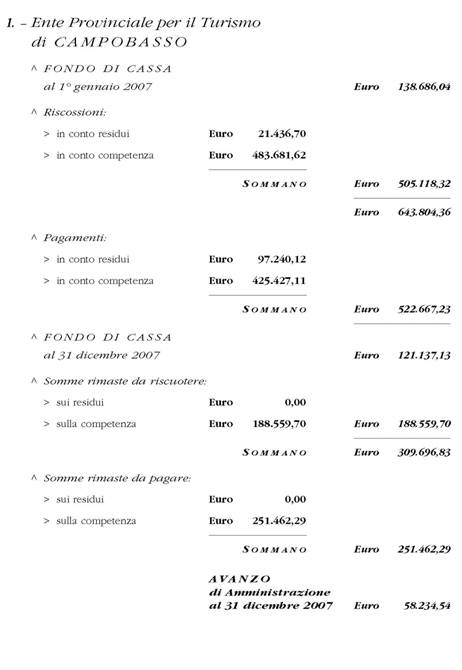 I. – Ente Provinciale per il Turismo
di CAMPOBASSO
^ FONDO DI CASSA
al 1° gennaio 2007 Euro 138.686,04
^ Riscossioni:
> in conto residui Euro 21.436,70
> in conto competenza Euro 483.681,62
SOMMANO Euro 505.118,32
Euro 643.804,36
^ Pagamenti:
> in conto residui Euro 97.240,12
> in conto competenza Euro 425.427,11
SOMMANO Euro 522.667,23
^ FONDO DI CASSA
al 31 dicembre 2007 Euro 121.137,13
^ Somme rimaste da riscuotere:
> sui residui Euro 0,00
> sulla competenza Euro 188.559,70 Euro 188.559,70
SOMMANO Euro 309.696,83
^ Somme rimaste da pagare:
> sui residui Euro 0,00
> sulla competenza Euro 251.462,29
SOMMANO Euro 251.462,29
AVANZO
di Amministrazione
al 31 dicembre 2007 Euro 58.234,54